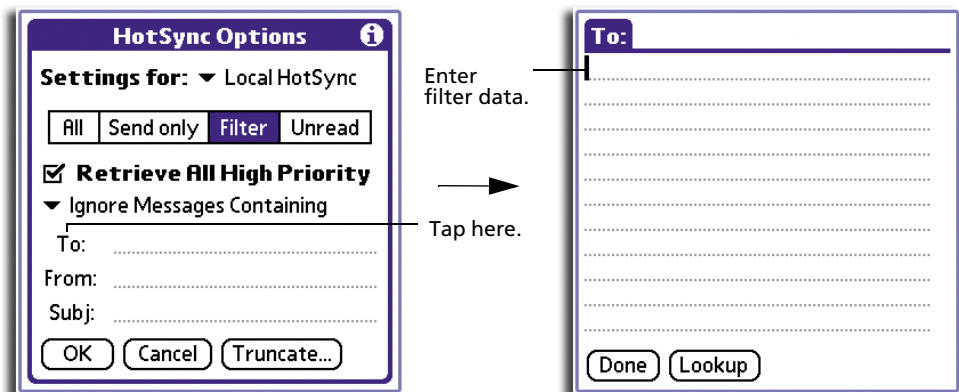 HotSync Options
Settings for: Local HotSync
All Send only Filter Unread
Retrieve All High Priority
Ignore Messages Containing
To:
From:
Subj:
OK Cancel Truncate...
Enter
filter data.
Tap here.
To:
Done Lookup